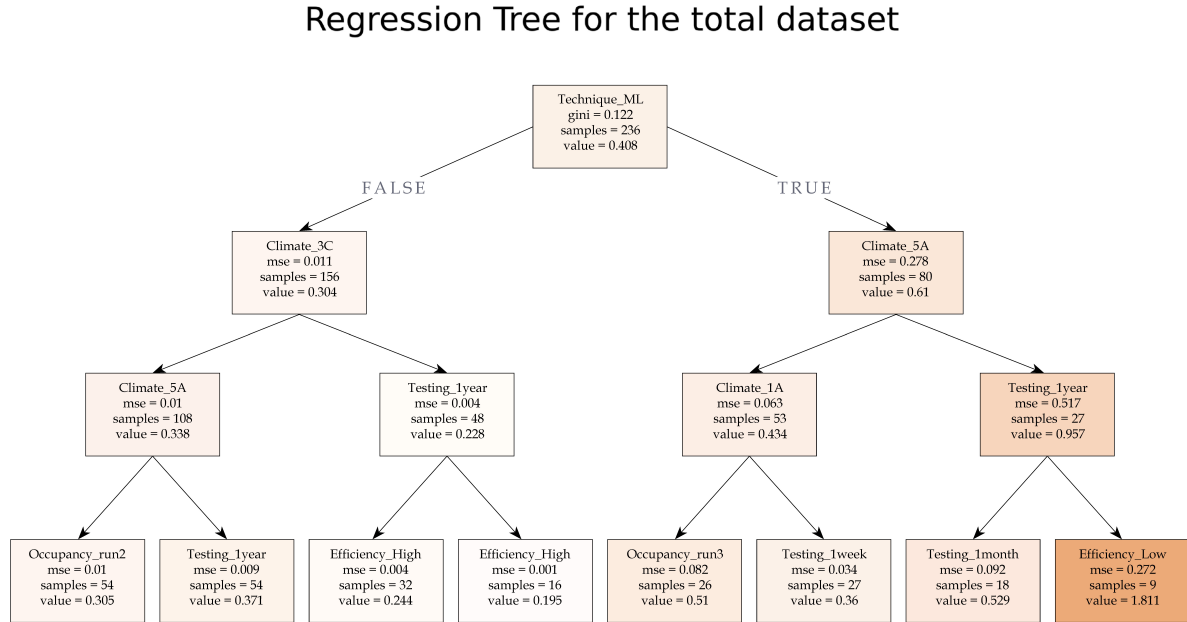 Regression Tree for the total dataset
Technique_ML
gini = 0.122
samples = 236
value = 0.408
FALSE
TRUE
Climate_3C
mse = 0.011
samples = 156
value = 0.304
Climate_5A
mse = 0.278
samples = 80
value = 0.61
Climate_5A
mse = 0.01
samples = 108
value = 0.338
Testing_1year
mse = 0.004
samples = 48
value = 0.228
Climate_1A
mse = 0.063
samples = 53
value = 0.434
Testing_1year
mse = 0.517
samples = 27
value = 0.957
Occupancy_run2
mse = 0.01
samples = 54
value = 0.305
Testing_1year
mse = 0.009
samples = 54
value = 0.371
Efficiency_High
mse = 0.004
samples = 32
value = 0.244
Efficiency_High
mse = 0.001
samples = 16
value = 0.195
Occupancy_run3
mse = 0.082
samples = 26
value = 0.51
Testing_1week
mse = 0.034
samples = 27
value = 0.36
Testing_1month
mse = 0.092
samples = 18
value = 0.529
Efficiency_Low
mse = 0.272
samples = 9
value = 1.811